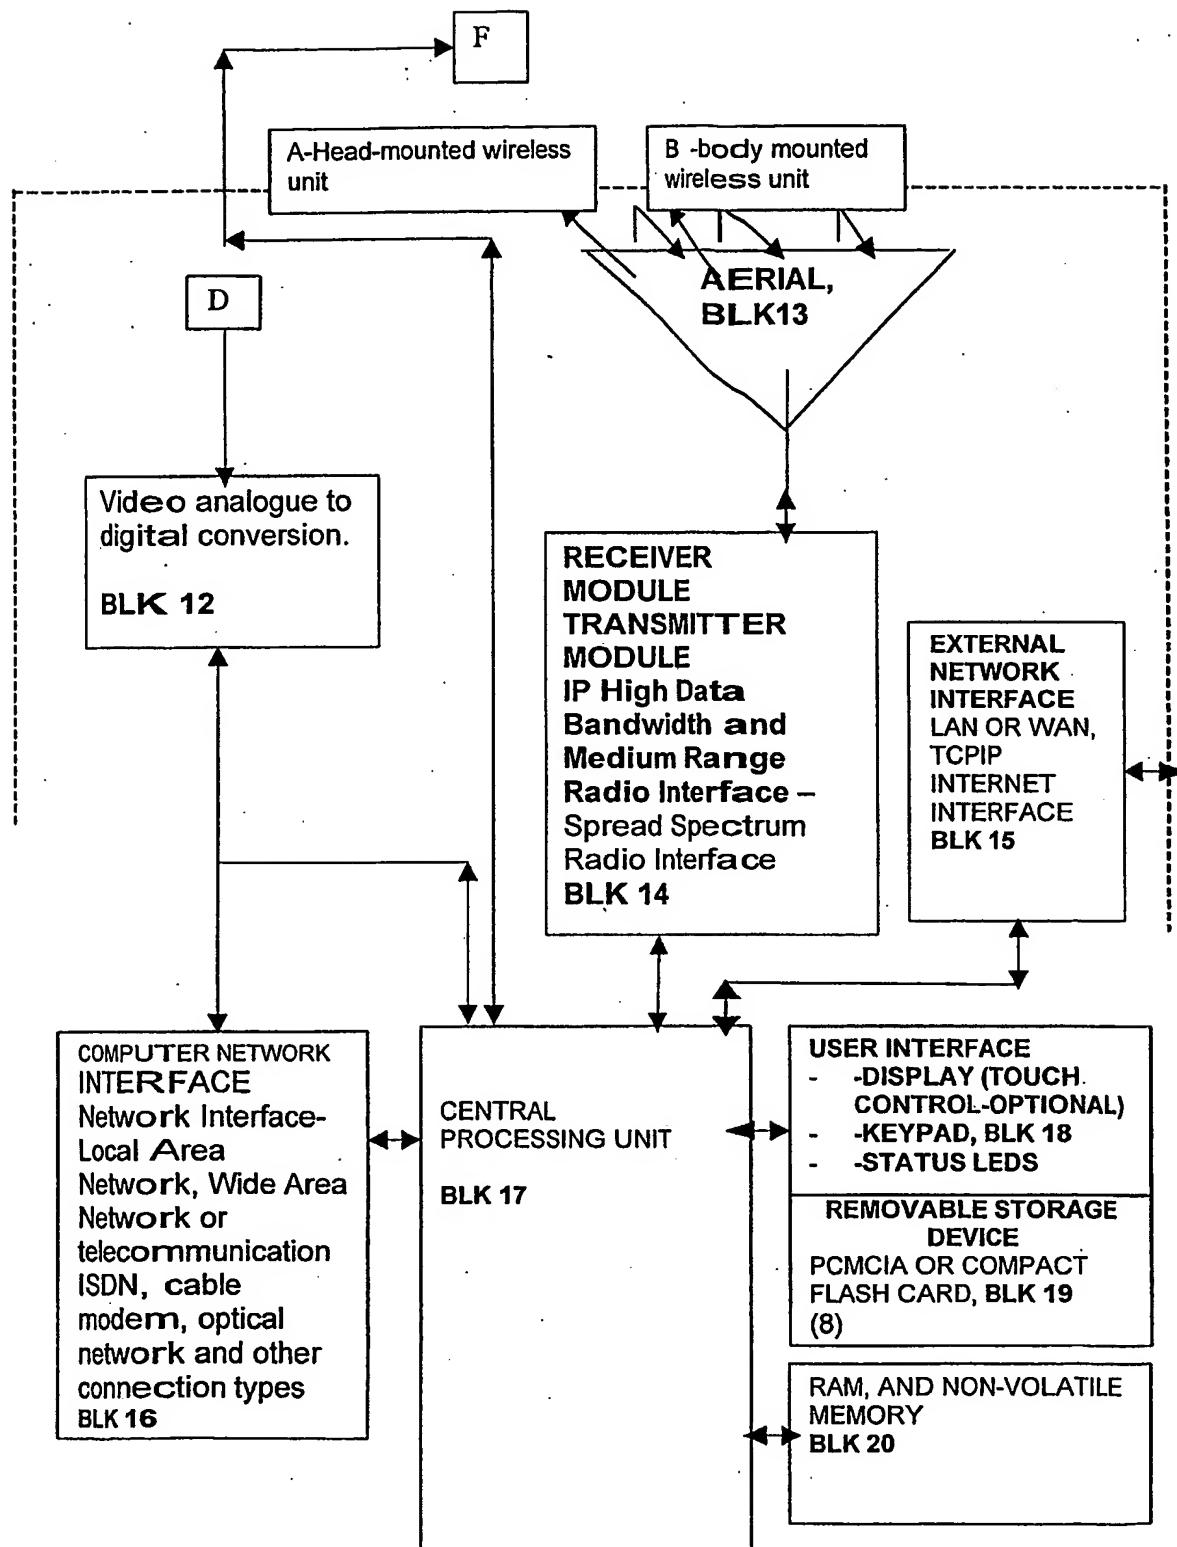 F
A-Head-mounted wireless
unit
B -body mounted
wireless unit
AERIAL,
BLK13
D
Video analogue to
digital conversion.
BLK 12
RECEIVER
MODULE
TRANSMITTER
MODULE
IP High Data
Bandwidth and
Medium Range
Radio Interface –
Spread Spectrum
Radio Interface
BLK 14
EXTERNAL
NETWORK
INTERFACE
LAN OR WAN,
TCPIP
INTERNET
INTERFACE
BLK 15
COMPUTER NETWORK
INTERFACE
Network Interface-
Local Area
Network, Wide Area
Network or
telecommunication
ISDN, cable
modem, optical
network and other
connection types
BLK 16
CENTRAL
PROCESSING UNIT
BLK 17
USER INTERFACE
- -DISPLAY (TOUCH
CONTROL-OPTIONAL)
- -KEYPAD, BLK 18
- -STATUS LEDS
REMOVABLE STORAGE
DEVICE
PCMCIA OR COMPACT
FLASH CARD, BLK 19
(8)
RAM, AND NON-VOLATILE
MEMORY
BLK 20